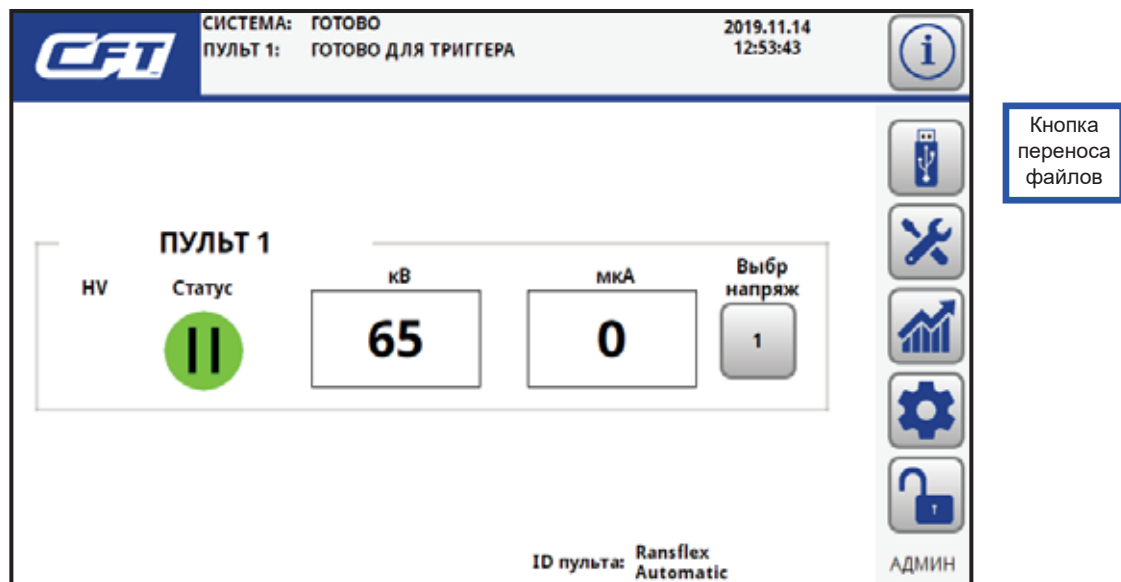 CFT
СИСТЕМА: ГОТОВО
ПУЛЬТ 1: ГОТОВО ДЛЯ ТРИГГЕРА
2019.11.14
12:53:43
i
Кнопка
переноса
файлов
ПУЛЬТ 1
HV
Статус
кВ
65
мкА
0
Выбр
напряж
1
ID пульта: Ransflex
Automatic
АДМИН